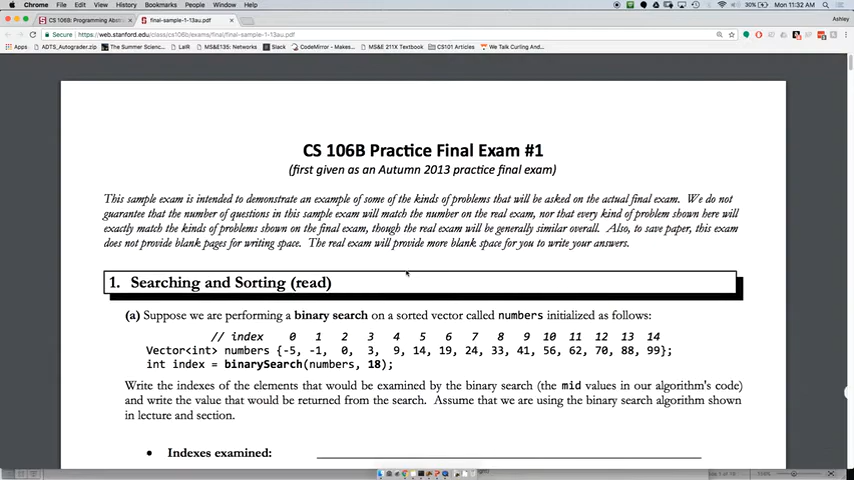 Chrome File Edit View History Bookmarks People Window Help 30% Mon 11:32 AM
CS 106B: Programming Abst final-sample-1-13au.pdf Ashley
Secure https://web.stanford.edu/class/cs106b/exams/final/final-sample-1-13au.pdf
Apps ADTS_Autograder.zip The Summer Science... LaIR MS&E135: Networks Slack CodeMirror - Makes... MS&E 211X Textbook CS101 Articles We Talk Curling And...
CS 106B Practice Final Exam #1
(first given as an Autumn 2013 practice final exam)
This sample exam is intended to demonstrate an example of some of the kinds of problems that will be asked on the actual final exam. We do not
guarantee that the number of questions in this sample exam will match the number on the real exam, nor that every kind of problem shown here will
exactly match the kinds of problems shown on the final exam, though the real exam will be generally similar overall. Also, to save paper, this exam
does not provide blank pages for writing space. The real exam will provide more blank space for you to write your answers.
1. Searching and Sorting (read)
(a) Suppose we are performing a binary search on a sorted vector called numbers initialized as follows:
// index 0 1 2 3 4 5 6 7 8 9 10 11 12 13 14
Vector<int> numbers {-5, -1, 0, 3, 9, 14, 19, 24, 33, 41, 56, 62, 70, 88, 99};
int index = binarySearch(numbers, 18);
Write the indexes of the elements that would be examined by the binary search (the mid values in our algorithm's code)
and write the value that would be returned from the search. Assume that we are using the binary search algorithm shown
in lecture and section.
• Indexes examined: